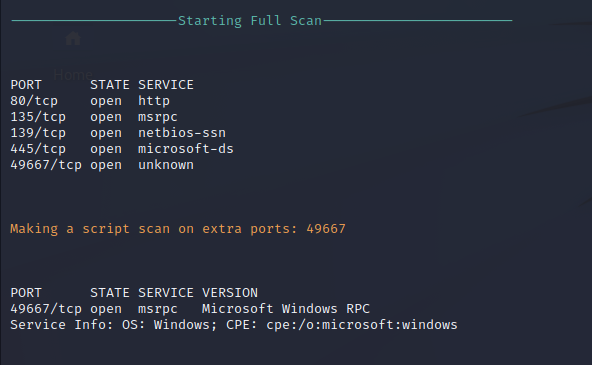 Starting Full Scan
Home
PORT STATE SERVICE
80/tcp open http
135/tcp open msrpc
139/tcp open netbios-ssn
445/tcp open microsoft-ds
49667/tcp open unknown
Making a script scan on extra ports: 49667
PORT STATE SERVICE VERSION
49667/tcp open msrpc Microsoft Windows RPC
Service Info: OS: Windows; CPE: cpe:/o:microsoft:windows